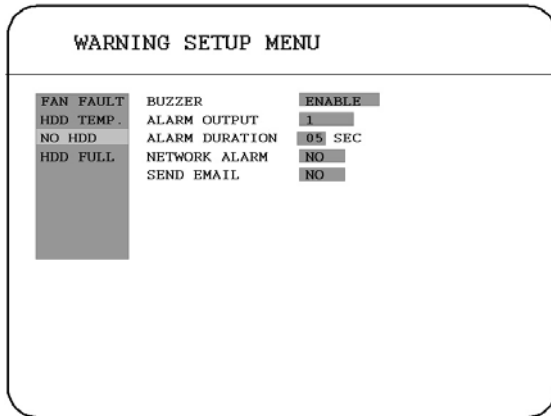 WARNING SETUP MENU
FAN FAULT BUZZER ENABLE
HDD TEMP. ALARM OUTPUT 1
NO HDD ALARM DURATION 05 SEC
HDD FULL NETWORK ALARM NO
SEND EMAIL NO